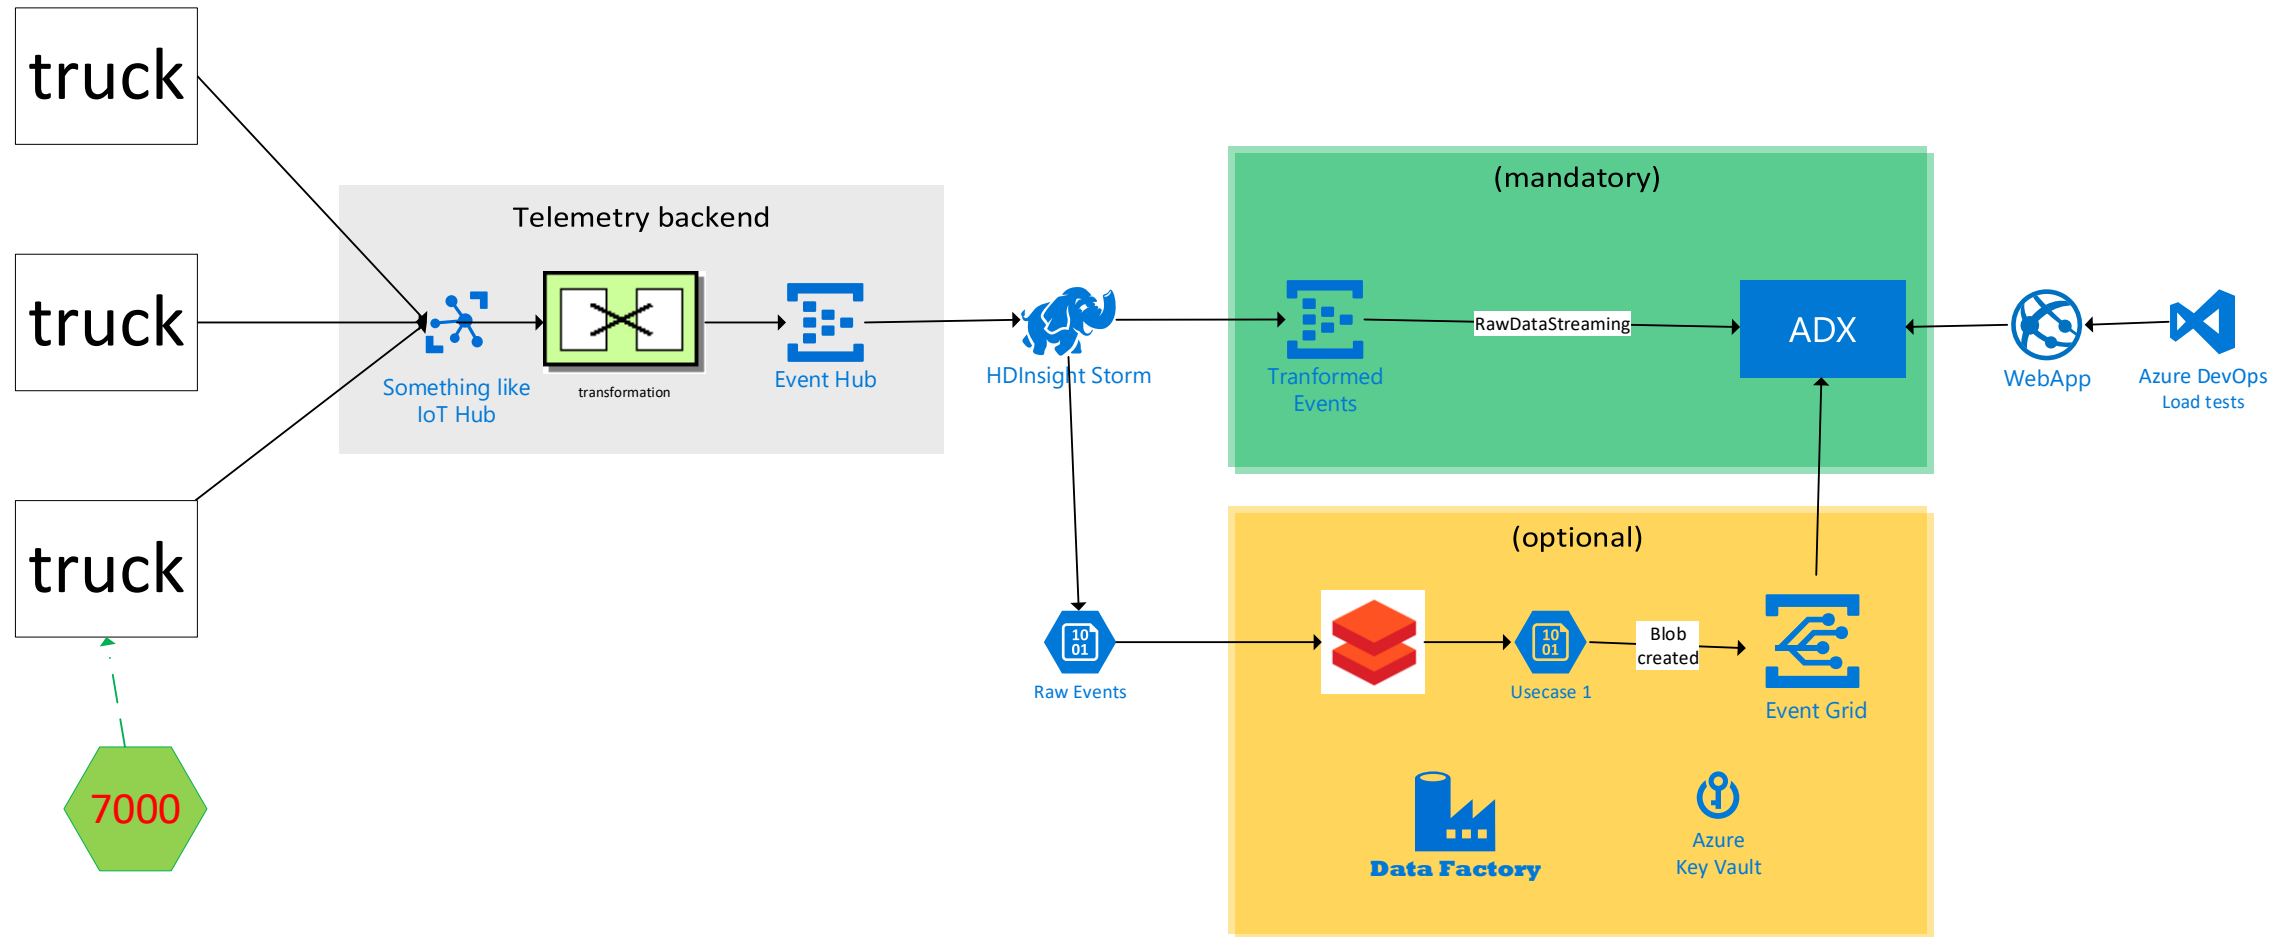 truck
truck
truck
7000
Telemetry backend
Something like
IoT Hub
transformation
Event Hub
HDInsight Storm
10
01
Raw Events
(mandatory)
Tranformed
Events
RawDataStreaming
ADX
WebApp
Azure DevOps
Load tests
(optional)
10
01
Usecase 1
Blob
created
Event Grid
Data Factory
Azure
Key Vault